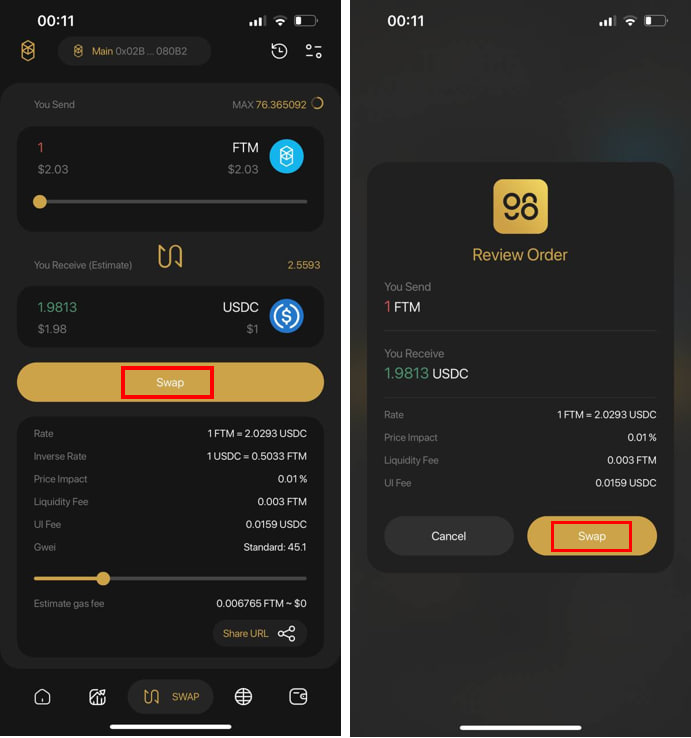 00:11
Main 0x02B ... 080B2
You Send
MAX 76.365092
1
FTM
$2.03
$2.03
You Receive (Estimate)
2.5593
1.9813
USDC
$1.98
$1
Swap
Rate
1 FTM = 2.0293 USDC
Inverse Rate
1 USDC = 0.5033 FTM
Price Impact
0.01 %
Liquidity Fee
0.003 FTM
UI Fee
0.0159 USDC
Gwei
Standard: 45.1
Estimate gas fee
0.006765 FTM ~ $0
Share URL
SWAP
00:11
98
Review Order
You Send
1 FTM
You Receive
1.9813 USDC
Rate
1 FTM = 2.0293 USDC
Price Impact
0.01 %
Liquidity Fee
0.003 FTM
UI Fee
0.0159 USDC
Cancel
Swap